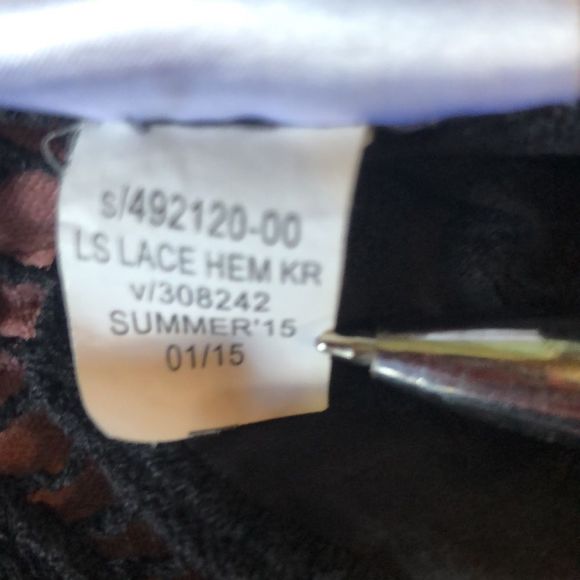 s/492120-00
LS LACE HEM KR
v/308242
SUMMER'15
01/15